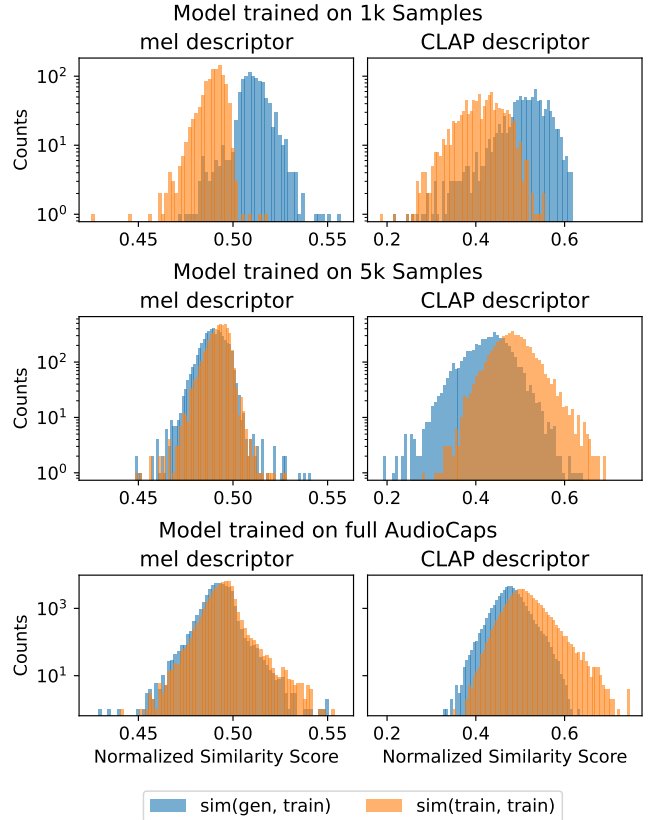 Model trained on 1k Samples
mel descriptor
CLAP descriptor
Counts
10²
10¹
10⁰
0.45 0.50 0.55
0.2 0.4 0.6
Model trained on 5k Samples
mel descriptor
CLAP descriptor
Counts
10²
10¹
10⁰
0.45 0.50 0.55
0.2 0.4 0.6
Model trained on full AudioCaps
mel descriptor
CLAP descriptor
Counts
10³
10¹
0.45 0.50 0.55
0.2 0.4 0.6
Normalized Similarity Score
Normalized Similarity Score
sim(gen, train)
sim(train, train)